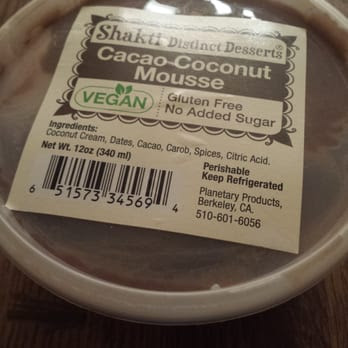 Shakti Distinct Desserts®
Cacao-Coconut
Mousse
VEGAN
Gluten Free
No Added Sugar
Ingredients:
Coconut Cream, Dates, Cacao, Carob, Spices, Citric Acid.
Net Wt. 12oz (340 ml)
Perishable
Keep Refrigerated
Planetary Products,
Berkeley, CA.
510-601-6056
6 51573 34569 4